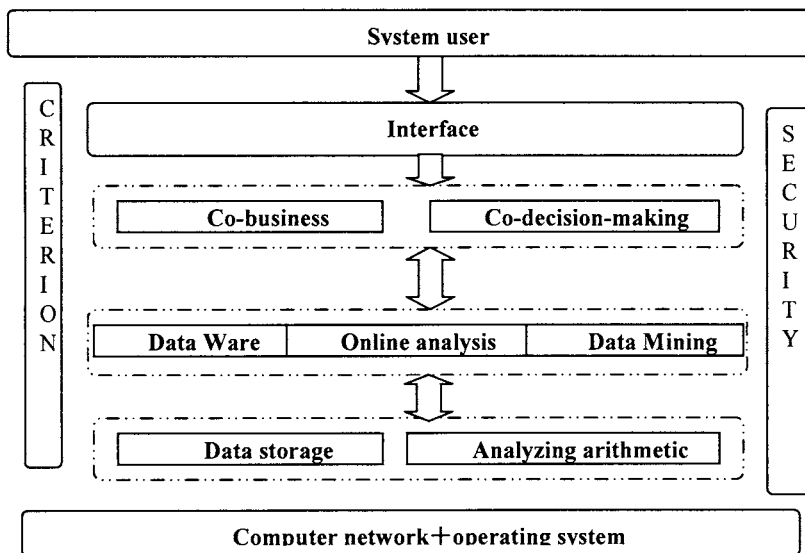 System user
CRITERION
Interface
SECURITY
Co-business
Co-decision-making
Data Ware
Online analysis
Data Mining
Data storage
Analyzing arithmetic
Computer network+operating system